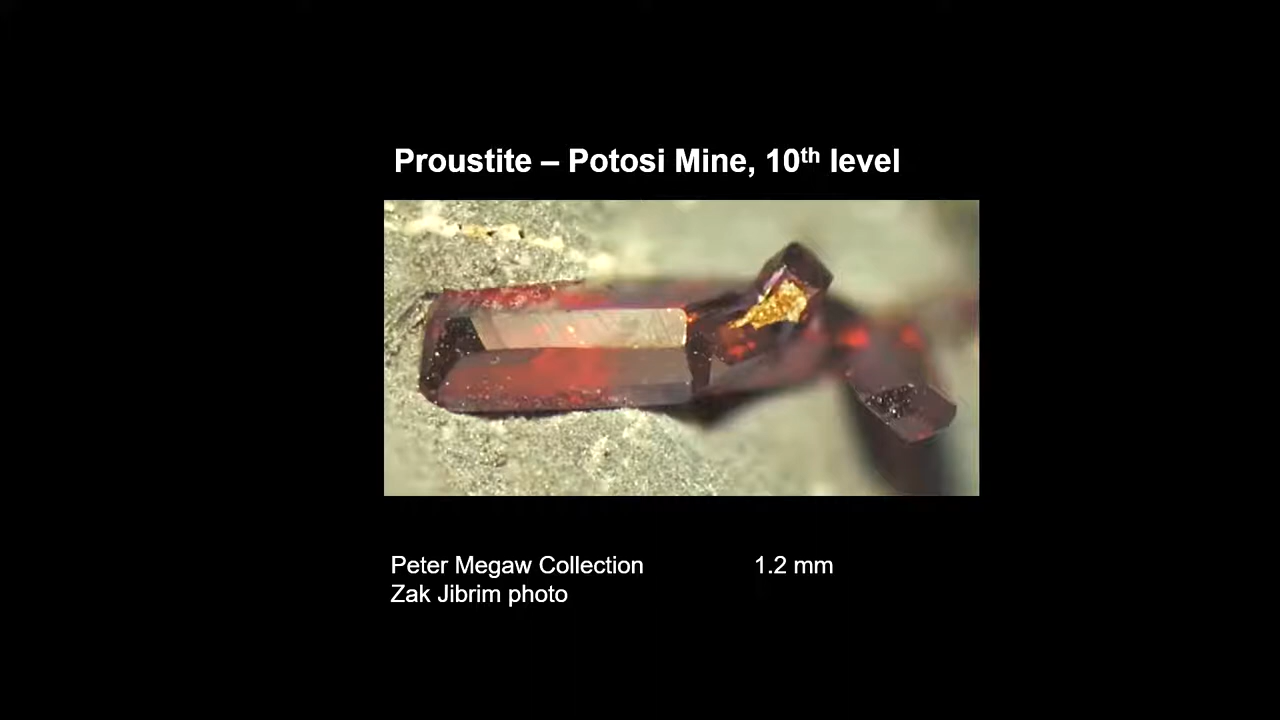 Proustite – Potosi Mine, 10th level
Peter Megaw Collection 1.2 mm
Zak Jibrim photo